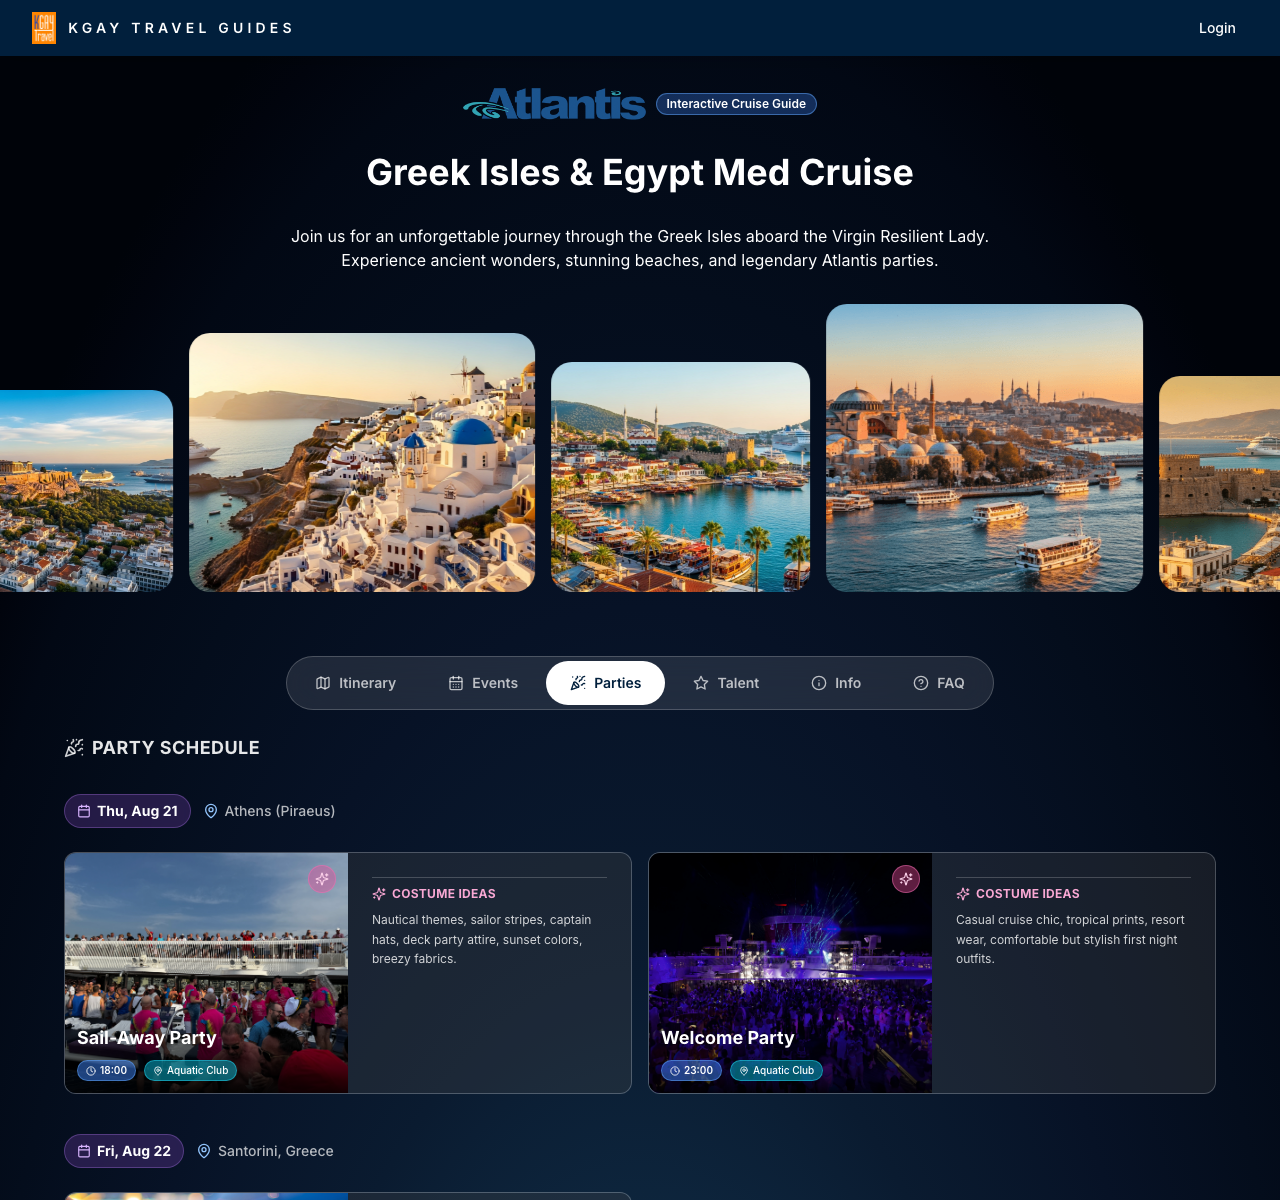 KGAY travel
KGAY TRAVEL GUIDES
Login
Atlantis
Interactive Cruise Guide
Greek Isles & Egypt Med Cruise
Join us for an unforgettable journey through the Greek Isles aboard the Virgin Resilient Lady.
Experience ancient wonders, stunning beaches, and legendary Atlantis parties.
Itinerary
Events
Parties
Talent
Info
FAQ
PARTY SCHEDULE
Thu, Aug 21
Athens (Piraeus)
COSTUME IDEAS
Nautical themes, sailor stripes, captain
hats, deck party attire, sunset colors,
breezy fabrics.
Sail-Away Party
18:00
Aquatic Club
COSTUME IDEAS
Casual cruise chic, tropical prints, resort
wear, comfortable but stylish first night
outfits.
Welcome Party
23:00
Aquatic Club
Fri, Aug 22
Santorini, Greece